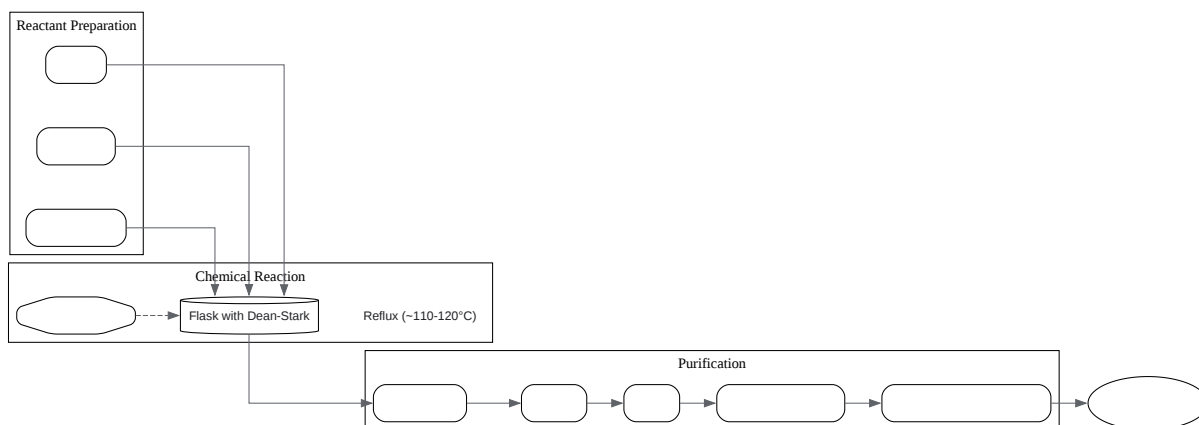 Reactant Preparation
Chemical Reaction
Flask with Dean-Stark
Reflux (~110-120°C)
Purification